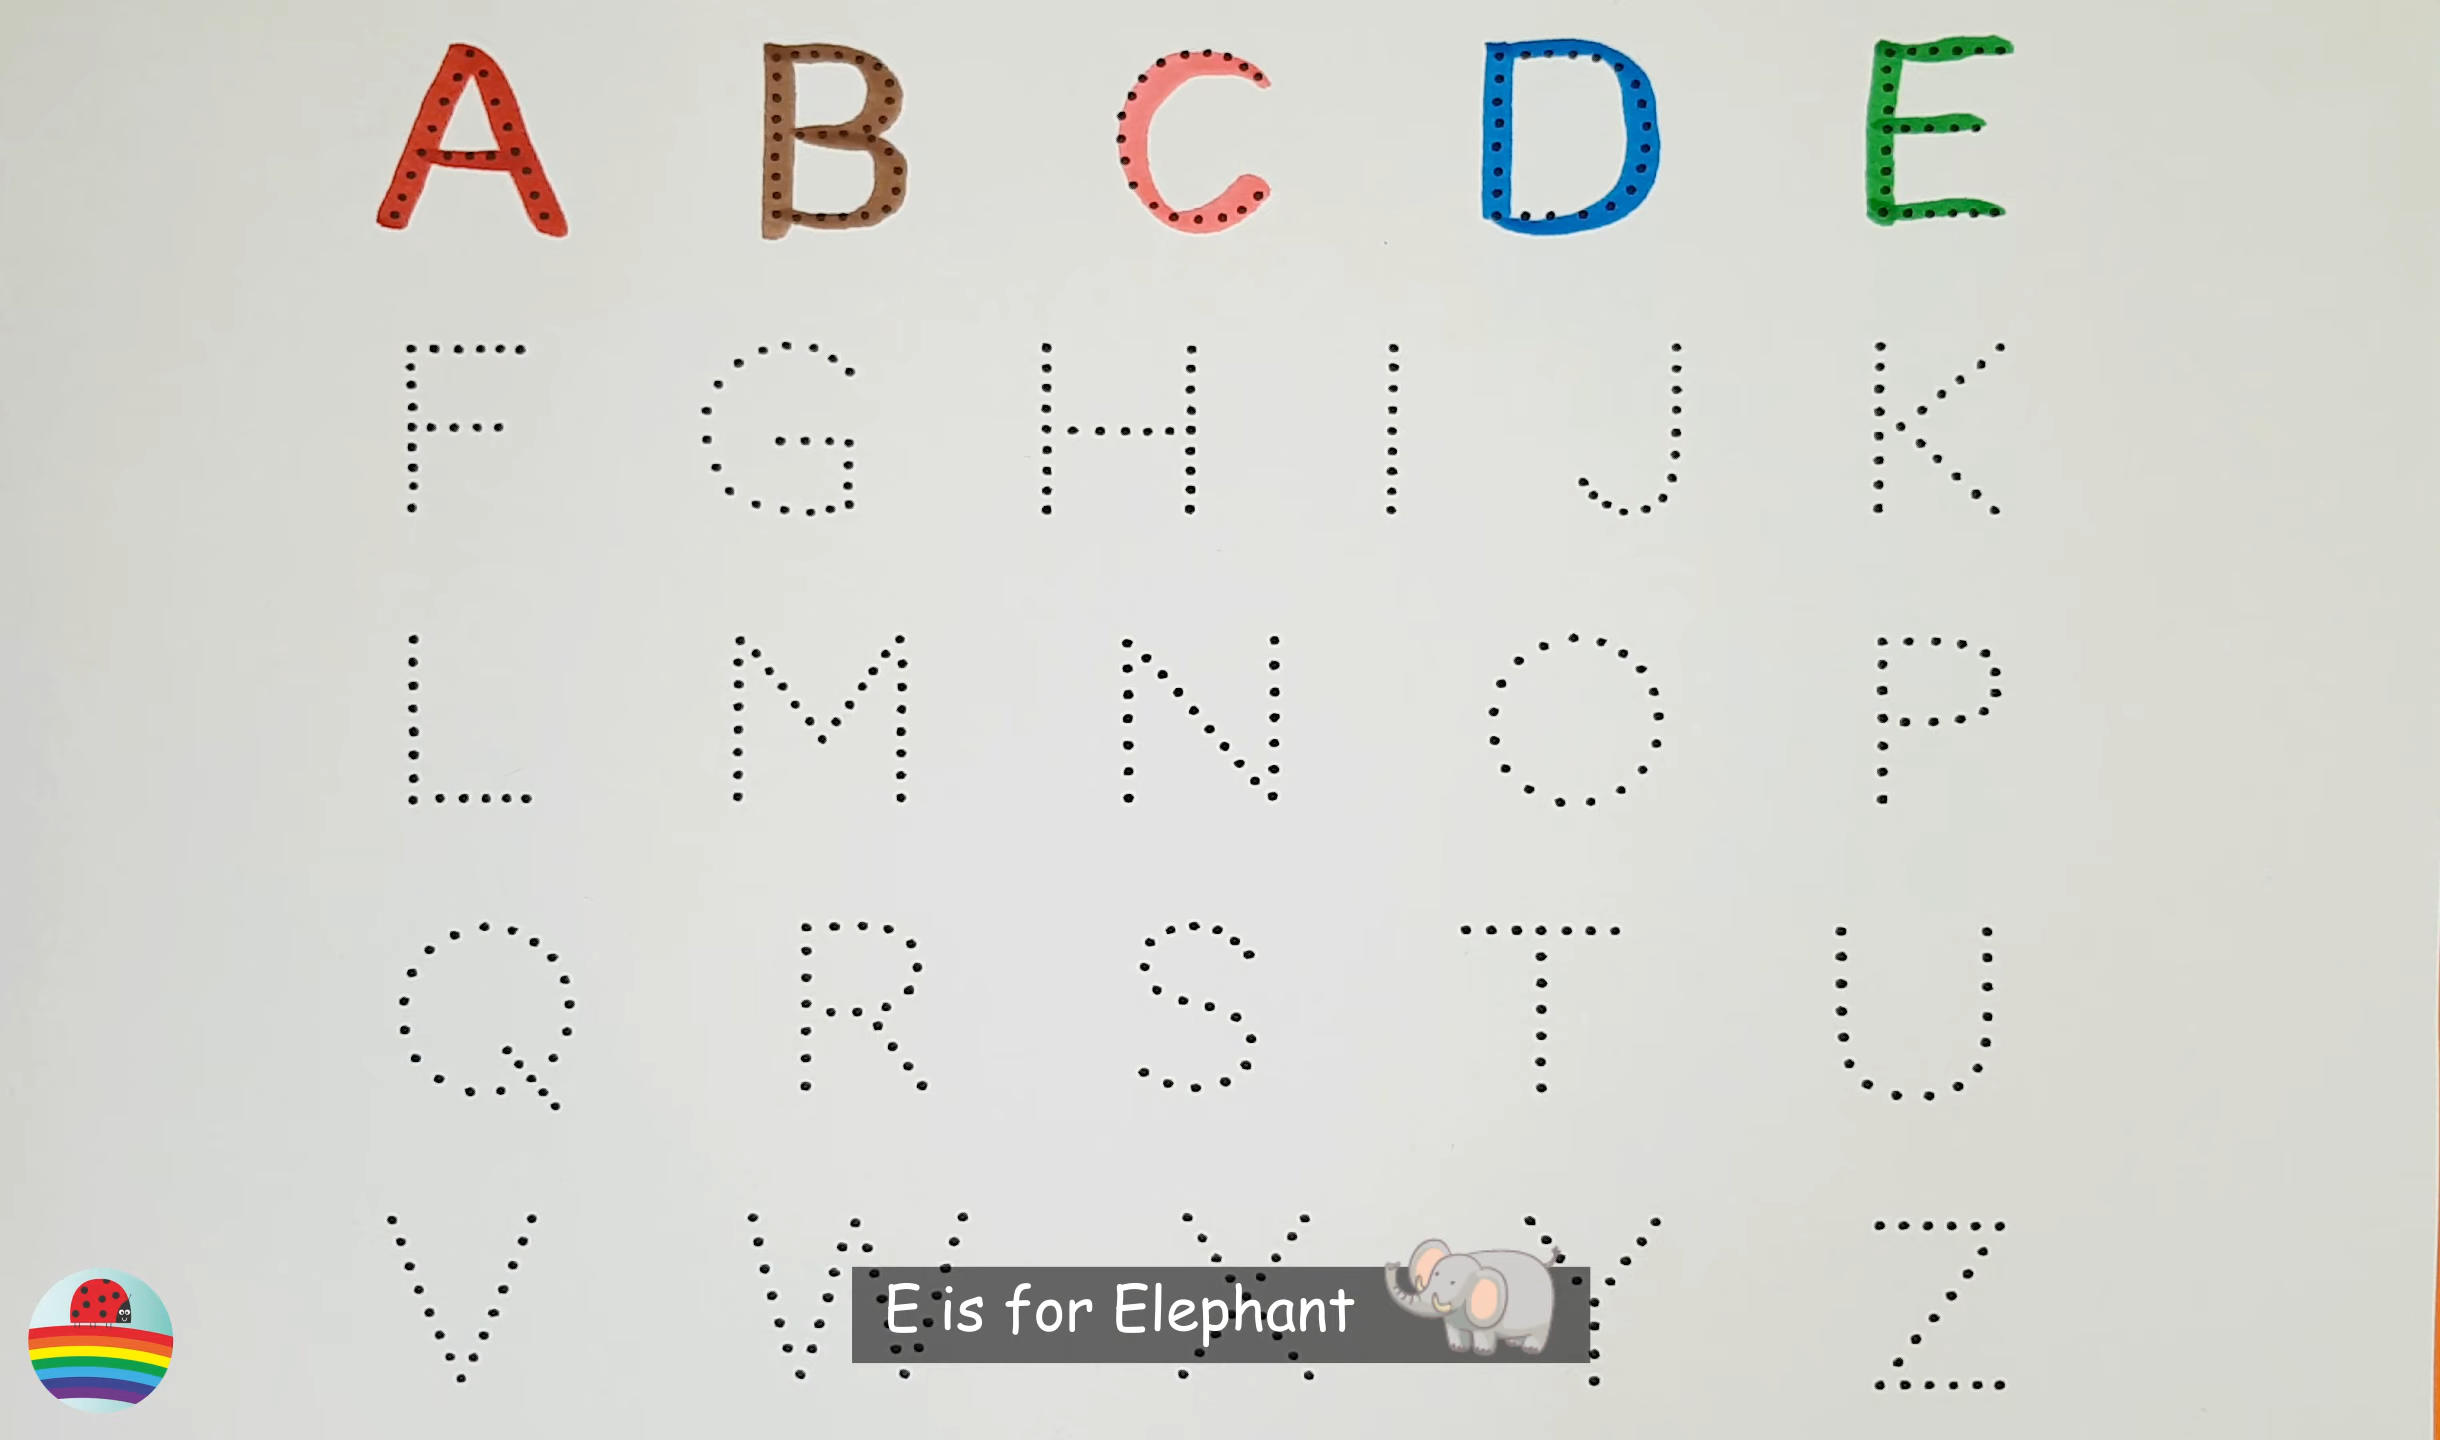 A B C D E
F G H I J K
L M N O P
Q R S T U
V W X Y Z
E is for Elephant